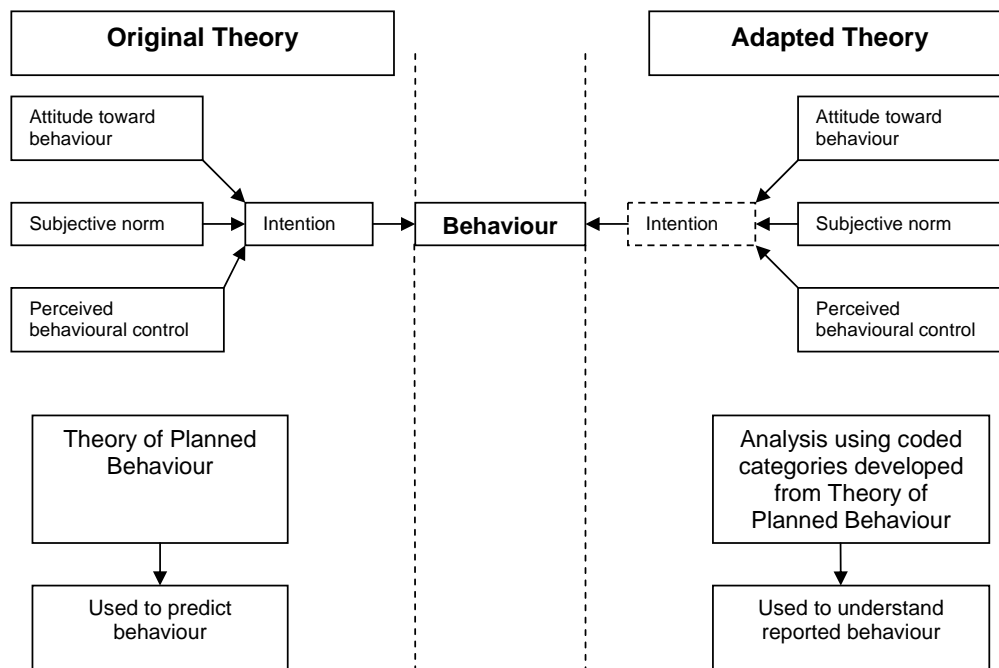 Original Theory
Adapted Theory
Attitude toward
behaviour
Subjective norm
Perceived
behavioural control
Intention
Behaviour
Intention
Attitude toward
behaviour
Subjective norm
Perceived
behavioural control
Theory of Planned
Behaviour
Used to predict
behaviour
Analysis using coded
categories developed
from Theory of
Planned Behaviour
Used to understand
reported behaviour